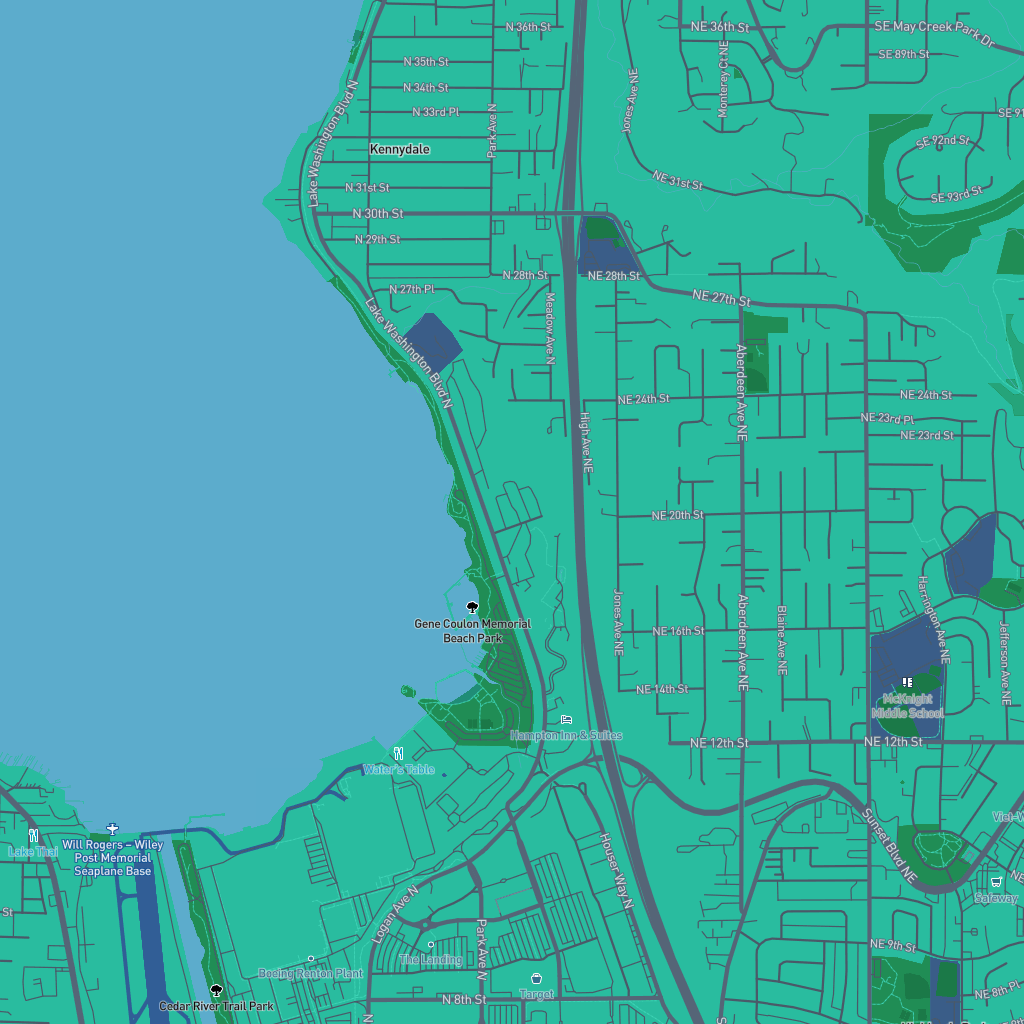 N 36th St
NE 36th St
SE May Creek Park Dr
SE 89th St
N 35th St
N 34th St
N 33rd Pl
Lake Washington Blvd N
Park Ave N
Jones Ave NE
Monterey Ct NE
SE 91
SE 92nd St
SE 93rd St
Kennydale
N 31st St
NE 31st St
N 30th St
N 29th St
N 28th St
NE 28th St
N 27th Pl
NE 27th St
Lake Washington Blvd N
Meadow Ave N
Aberdeen Ave NE
NE 24th St
NE 24th St
NE 23rd Pl
NE 23rd St
High Ave NE
NE 20th St
Gene Coulon Memorial
Beach Park
Jones Ave NE
NE 16th St
Aberdeen Ave NE
Blaine Ave NE
Harrington Ave NE
Jefferson Ave NE
NE 14th St
McKnight
Middle School
Hampton Inn & Suites
NE 12th St
NE 12th St
Water's Table
Lake Thai
Will Rogers – Wiley
Post Memorial
Seaplane Base
Houser Way N
Sunset Blvd NE
Safeway
NE
St
Logan Ave N
Park Ave N
The Landing
Boeing Renton Plant
Target
Cedar River Trail Park
N 8th St
NE 9th St
NE 8th Pl
N
S